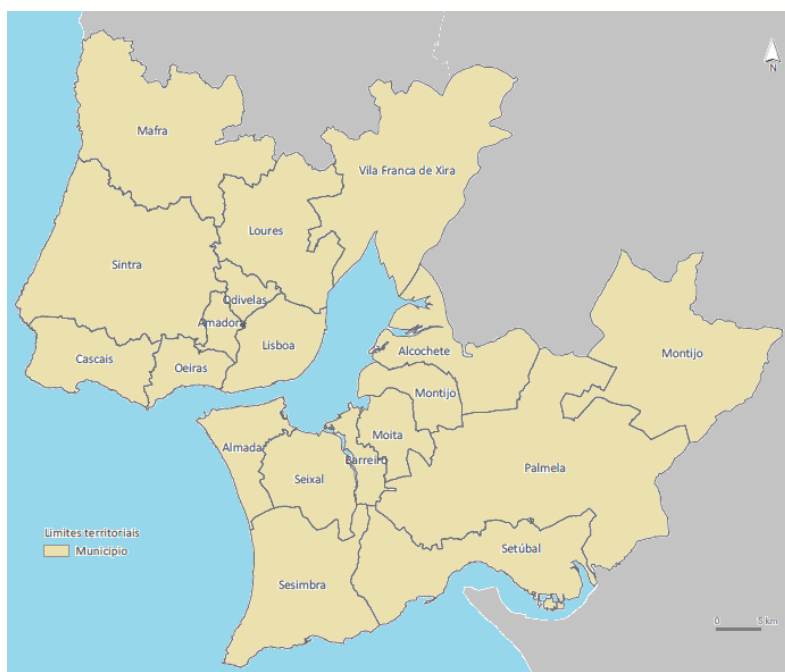 N
Mafra
Vila Franca de Xira
Loures
Sintra
Odivelas
Amadora
Lisboa
Cascais
Oeiras
Alcochete
Montijo
Montijo
Moita
Almada
Barreiro
Seixal
Palmela
Limites territoriais
Município
Setúbal
Sesimbra
0 5 km